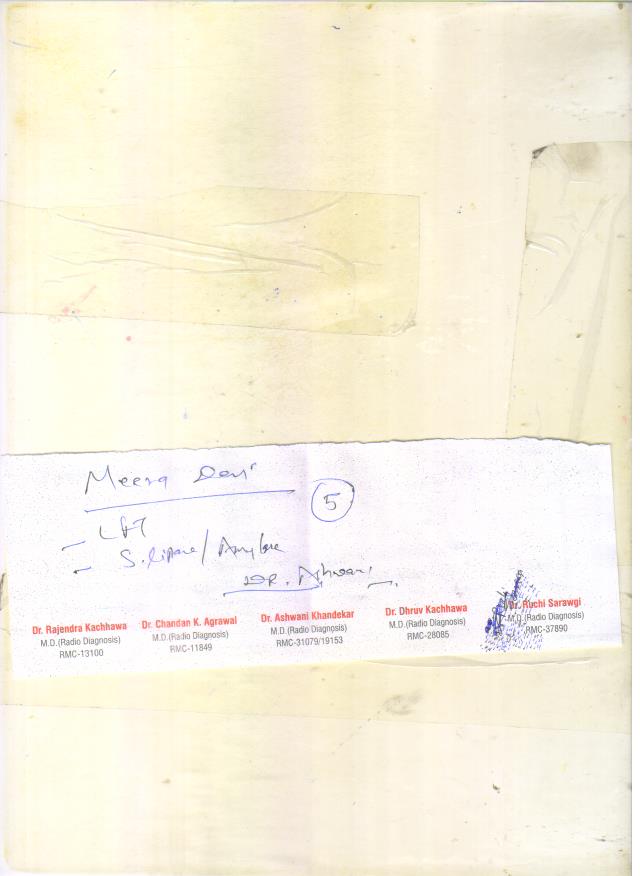 Meera Devi
5
- LFT
- S. lipase / Amylase
Dr. Ashwani
Dr. Rajendra Kachhawa
M.D.(Radio Diagnosis)
RMC-13100
Dr. Chandan K. Agrawal
M.D.(Radio Diagnosis)
RMC-11849
Dr. Ashwani Khandekar
M.D.(Radio Diagnosis)
RMC-31079/19153
Dr. Dhruv Kachhawa
M.D.(Radio Diagnosis)
RMC-28085
Dr. Ruchi Sarawgi
M.D.(Radio Diagnosis)
RMC-37890